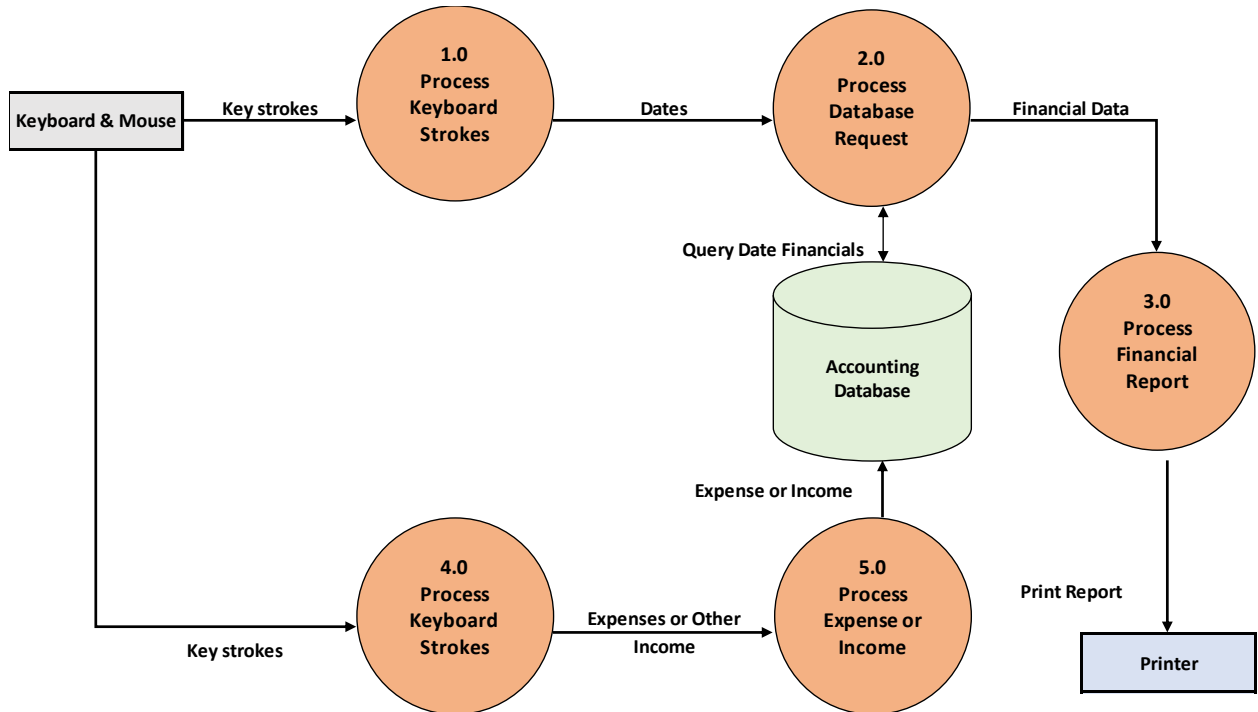 1.0
Process
Keyboard
Strokes
2.0
Process
Database
Request
Keyboard & Mouse
Key strokes
Dates
Financial Data
Query Date Financials
3.0
Process
Financial
Report
Accounting
Database
Expense or Income
4.0
Process
Keyboard
Strokes
5.0
Process
Expense or
Income
Key strokes
Expenses or Other
Income
Print Report
Printer